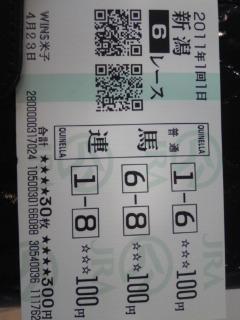 2011年1回1日
新潟
6レース
WINS米子
4月23日
QUINELLA
馬
連
普通
1-6 ☆☆☆100円
6-8 ☆☆☆100円
QUINELLA
1-8 ☆☆☆100円
合計 ★★★★30枚 ★★★★300円
JRA